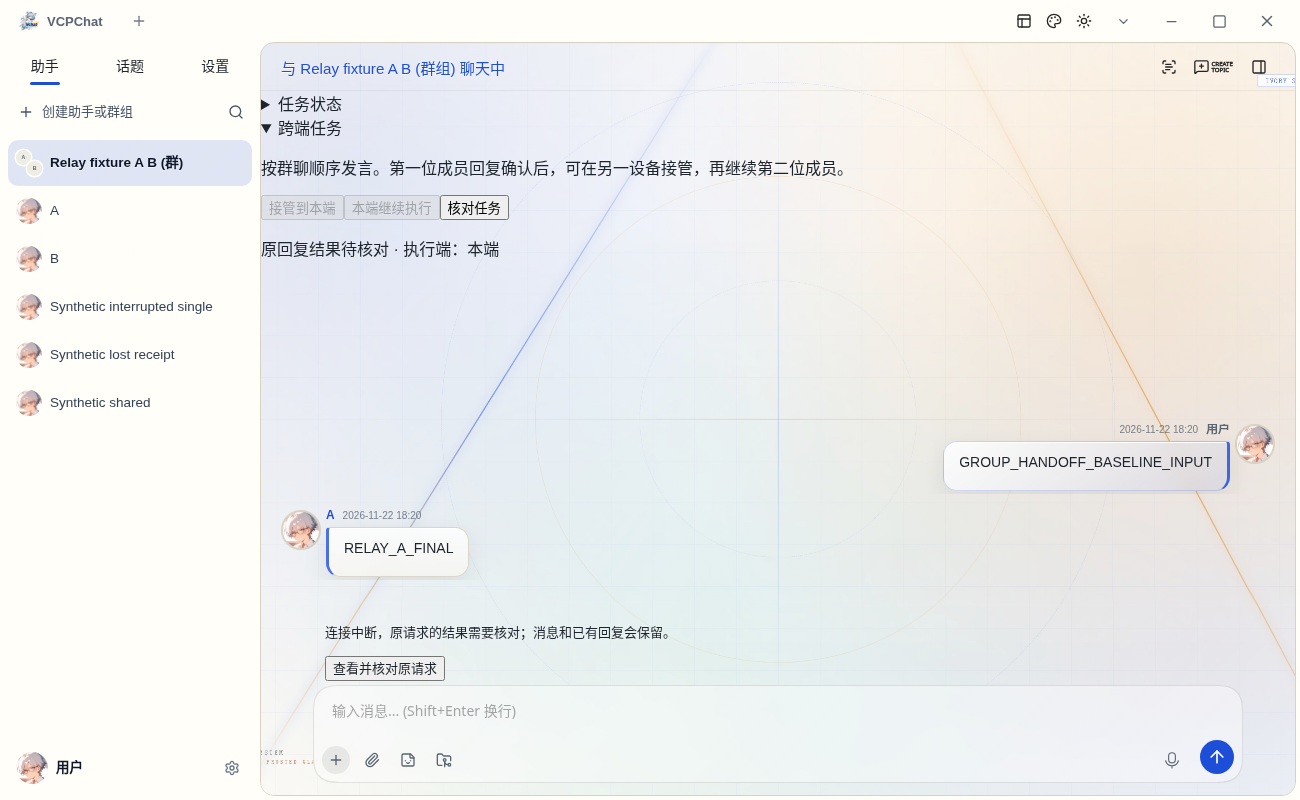 VCPChat
助手
话题
设置
创建助手或群组
A
B
Relay fixture A B (群)
A
B
Synthetic interrupted single
Synthetic lost receipt
Synthetic shared
用户
与 Relay fixture A B (群组) 聊天中
CREATE
TOPIC
任务状态
跨端任务
按群聊顺序发言。第一位成员回复确认后，可在另一设备接管，再继续第二位成员。
接管到本端 本端继续执行 核对任务
原回复结果待核对 · 执行端：本端
2026-11-22 18:20 用户
GROUP_HANDOFF_BASELINE_INPUT
A 2026-11-22 18:20
RELAY_A_FINAL
连接中断，原请求的结果需要核对；消息和已有回复会保留。
查看并核对原请求
输入消息... (Shift+Enter 换行)